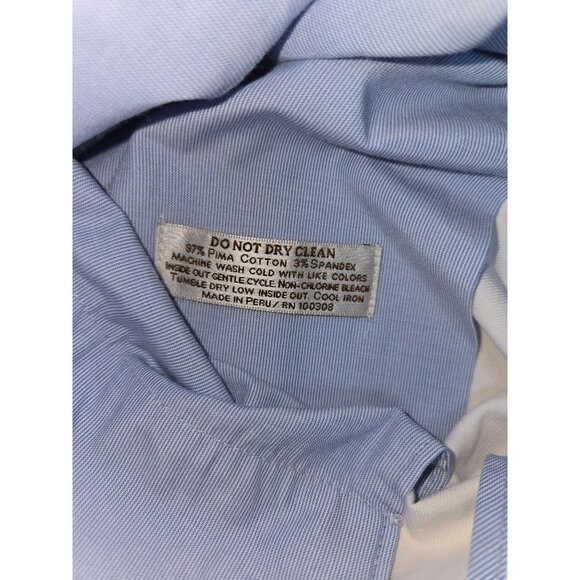 DO NOT DRY CLEAN
97% PIMA COTTON 3% SPANDEX
MACHINE WASH COLD WITH LIKE COLORS
INSIDE OUT GENTLE CYCLE. NON-CHLORINE BLEACH
TUMBLE DRY LOW INSIDE OUT. COOL IRON
MADE IN PERU / RN 100308